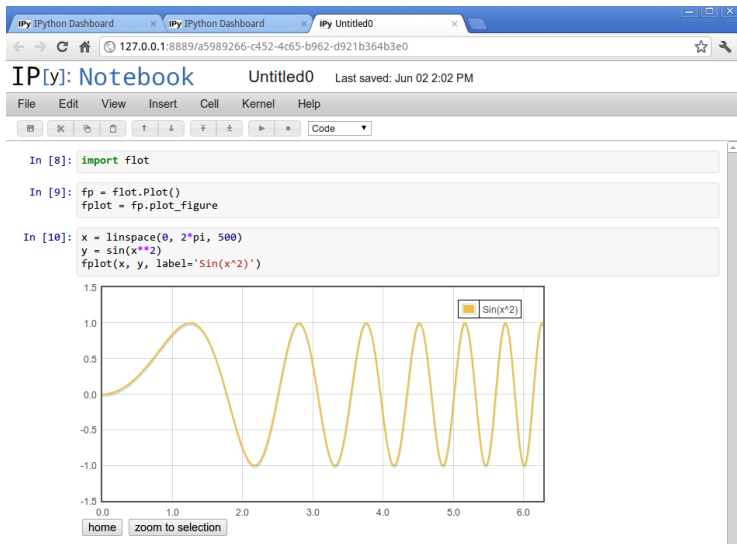 IPy IPython Dashboard × IPy IPython Dashboard × IPy Untitled0 ×
127.0.0.1:8889/a5989266-c452-4c65-b962-d921b364b3e0
IP[y]: Notebook Untitled0 Last saved: Jun 02 2:02 PM
File Edit View Insert Cell Kernel Help
Code
In [8]: import flot
In [9]: fp = flot.Plot()
fplot = fp.plot_figure
In [10]: x = linspace(0, 2*pi, 500)
y = sin(x**2)
fplot(x, y, label='Sin(x^2)')
1.5
Sin(x^2)
1.0
0.5
0.0
-0.5
-1.0
-1.5
0.0 1.0 2.0 3.0 4.0 5.0 6.0
home zoom to selection